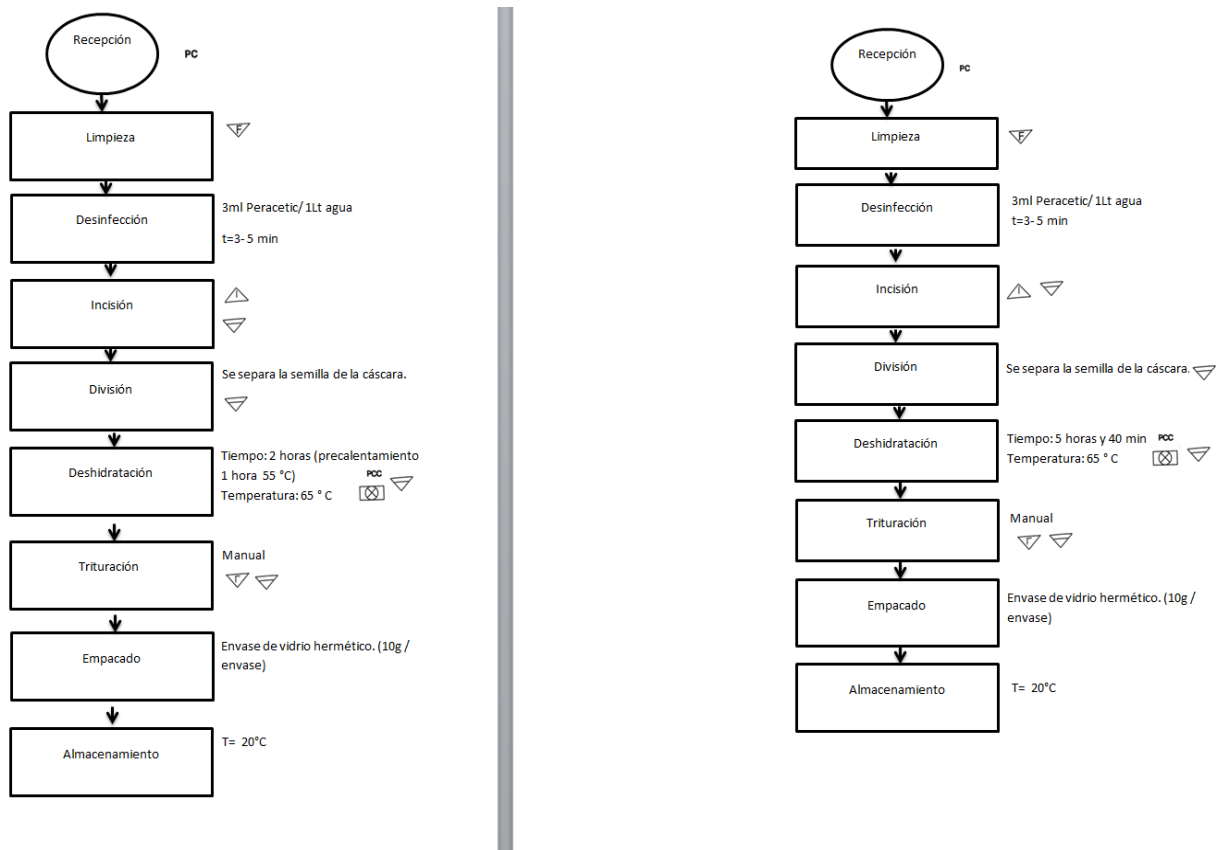 Recepción
PC
Limpieza
F
Desinfección
3ml Peracetic/ 1Lt agua
t=3- 5 min
Incisión
I
División
Se separa la semilla de la cáscara.
Deshidratación
Tiempo: 2 horas (precalentamiento
1 hora 55 °C)
Temperatura: 65 ° C
PCC
Trituración
Manual
Empacado
Envase de vidrio hermético. (10g /
envase)
Almacenamiento
T= 20°C
Recepción
PC
Limpieza
F
Desinfección
3ml Peracetic/ 1Lt agua
t=3- 5 min
Incisión
I
División
Se separa la semilla de la cáscara.
Deshidratación
Tiempo: 5 horas y 40 min
PCC
Temperatura: 65 ° C
Trituración
Manual
Empacado
Envase de vidrio hermético. (10g /
envase)
Almacenamiento
T= 20°C